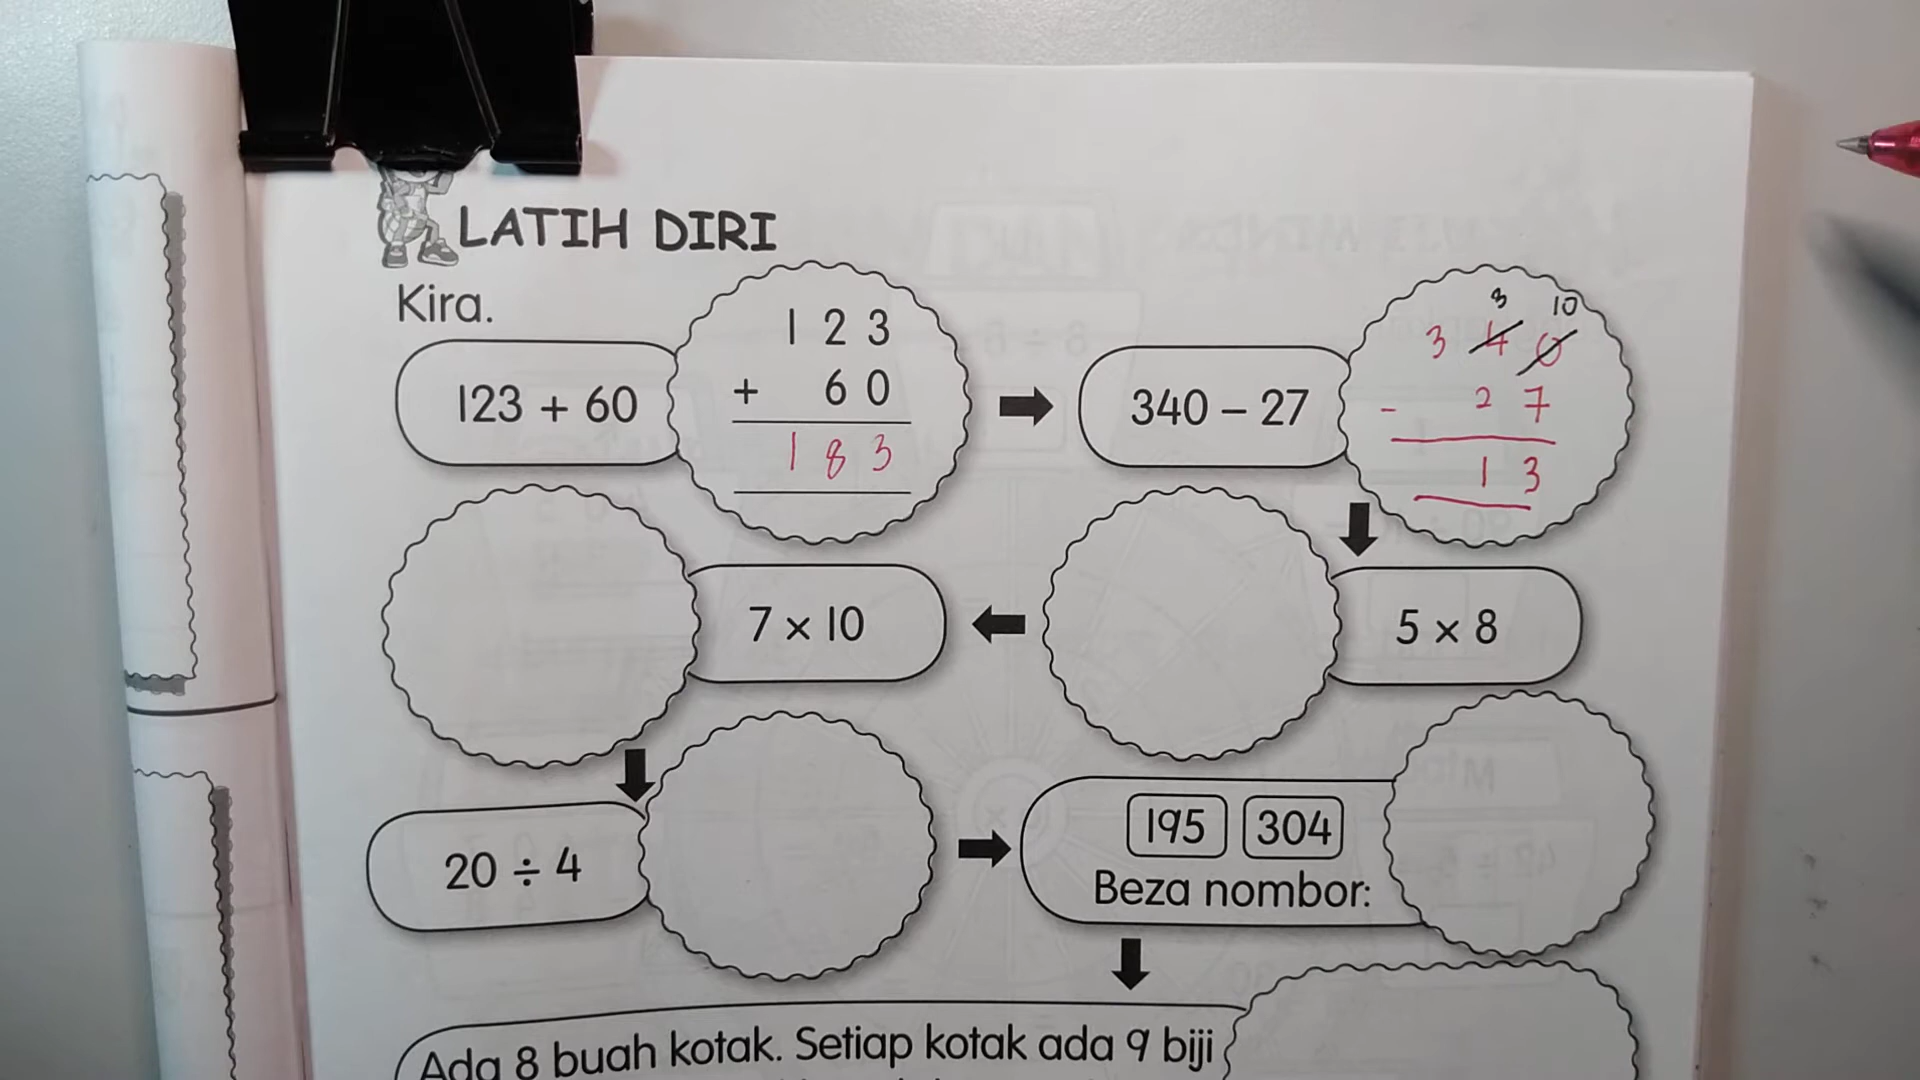 LATIH DIRI
Kira.
123 + 60
1 2 3
+ 6 0
1 8 3
340 – 27
3 10
3 4 0
- 2 7
1 3
5 × 8
7 × 10
20 ÷ 4
195 304
Beza nombor:
Ada 8 buah kotak. Setiap kotak ada 9 biji